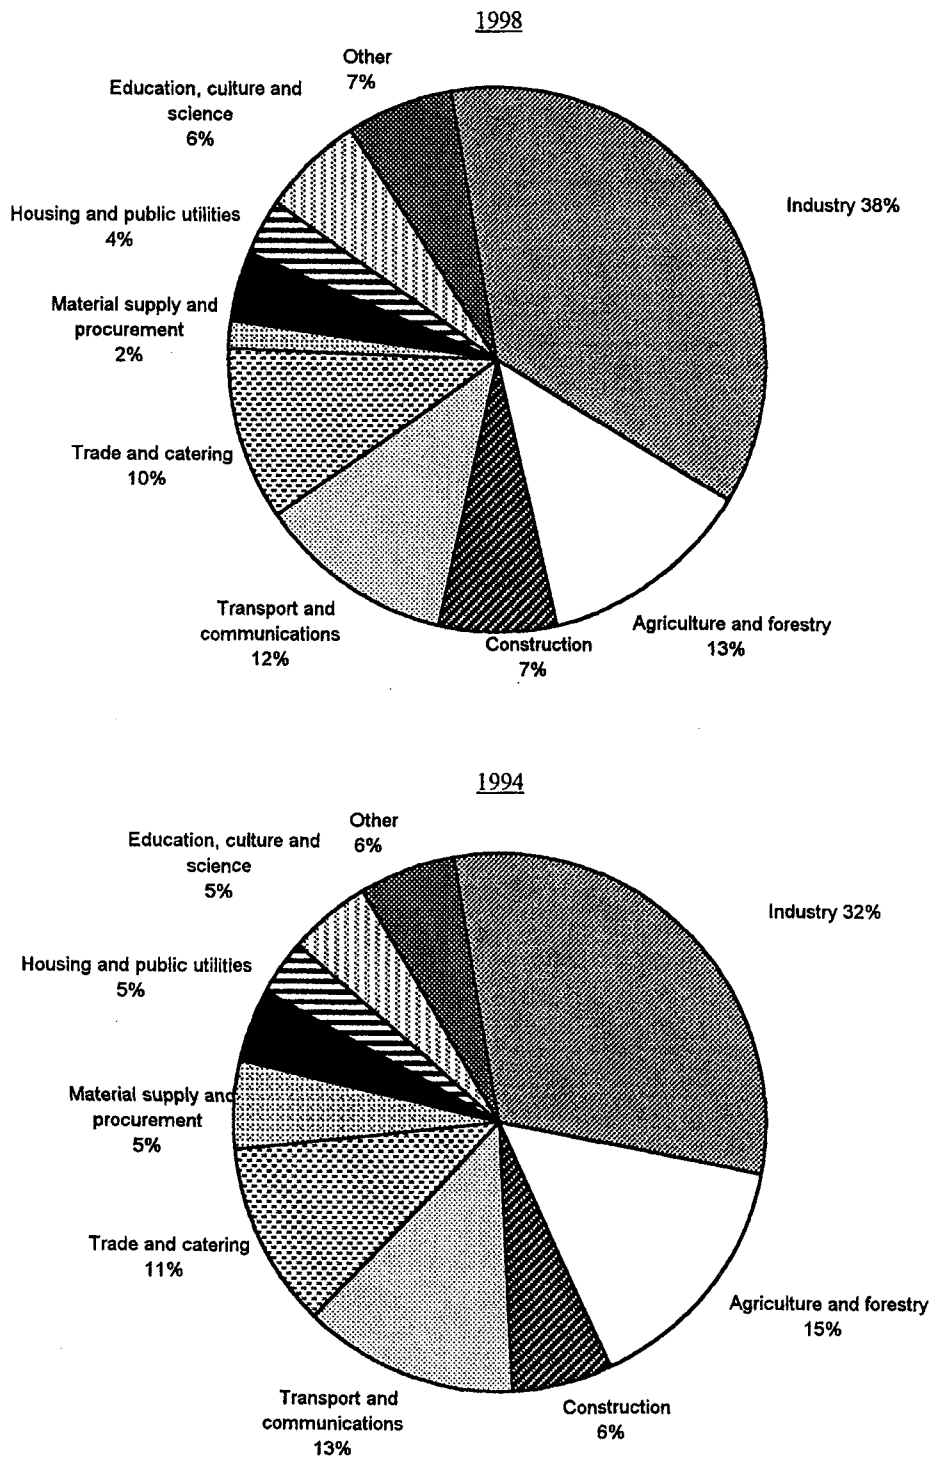 1998
Other
7%
Education, culture and
science
6%
Industry 38%
Housing and public utilities
4%
Material supply and
procurement
2%
Trade and catering
10%
Transport and
communications
12%
Construction
7%
Agriculture and forestry
13%
1994
Other
6%
Education, culture and
science
5%
Industry 32%
Housing and public utilities
5%
Material supply and
procurement
5%
Trade and catering
11%
Agriculture and forestry
15%
Transport and
communications
13%
Construction
6%